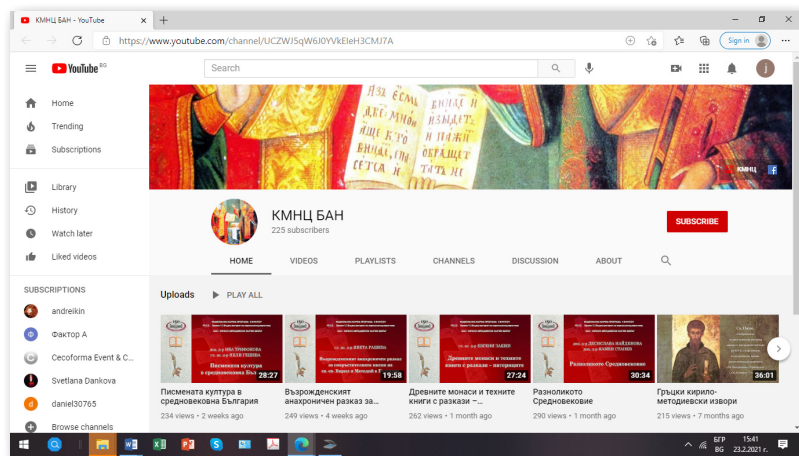 КМНЦ БАН - YouTube
https://www.youtube.com/channel/UCZWJ5qW6J0YVkEIeH3CMJ7A
Sign in
YouTube BG
Search
j
Home
Trending
Subscriptions
Library
History
Watch later
Liked videos
SUBSCRIPTIONS
andreikin
Фактор А
Cecoforma Event & C...
Svetlana Dankova
daniel30765
Browse channels
КМНЦ
КМНЦ БАН
225 subscribers
SUBSCRIBE
HOME VIDEOS PLAYLISTS CHANNELS DISCUSSION ABOUT
Uploads PLAY ALL
28:27
19:58
27:24
30:34
36:01
Писмената култура в средновековна България
234 views • 2 weeks ago
Възрожденският анахроничен разказ за...
249 views • 4 weeks ago
Древните монаси и техните книги с разкази –...
262 views • 1 month ago
Разноликото Средновековие
290 views • 1 month ago
Гръцки кирило-методиевски извори
215 views • 7 months ago
БГР
BG
15:41
23.2.2021 г.